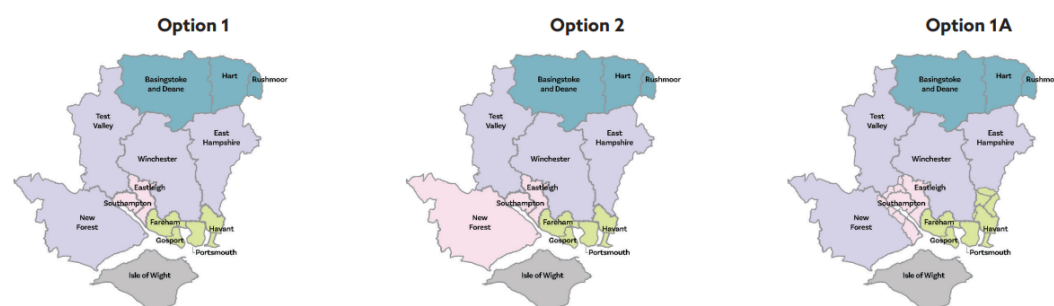 Option 1
Basingstoke
and Deane
Hart
Rushmoor
Test
Valley
East
Hampshire
Winchester
Eastleigh
Southampton
New
Forest
Fareham
Havant
Gosport
Portsmouth
Isle of Wight
Option 2
Basingstoke
and Deane
Hart
Rushmoor
Test
Valley
East
Hampshire
Winchester
Eastleigh
Southampton
New
Forest
Fareham
Havant
Gosport
Portsmouth
Isle of Wight
Option 1A
Basingstoke
and Deane
Hart
Rushmoor
Test
Valley
East
Hampshire
Winchester
Eastleigh
Southampton
New
Forest
Fareham
Havant
Gosport
Portsmouth
Isle of Wight